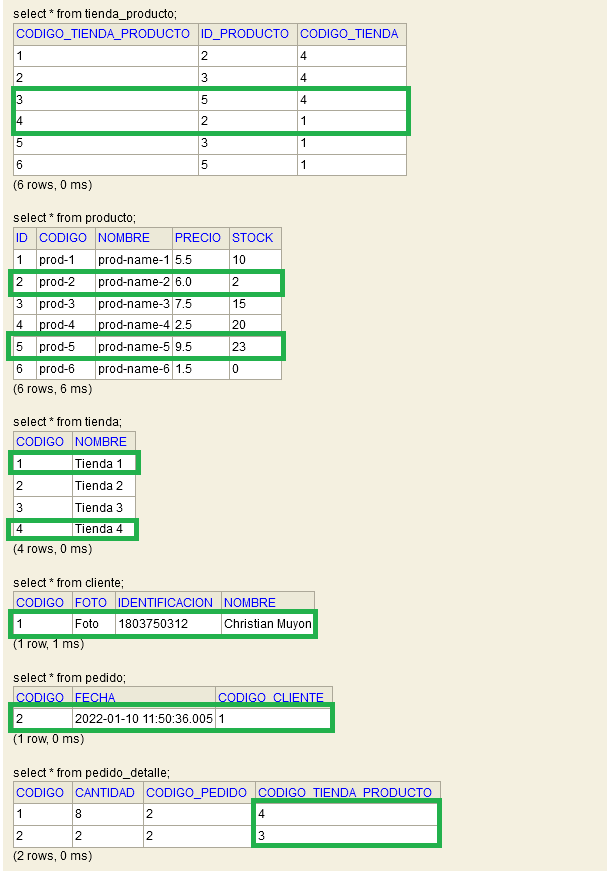 select * from tienda_producto;
CODIGO_TIENDA_PRODUCTO ID_PRODUCTO CODIGO_TIENDA
1 2 4
2 3 4
3 5 4
4 2 1
5 3 1
6 5 1
(6 rows, 0 ms)
select * from producto;
ID CODIGO NOMBRE PRECIO STOCK
1 prod-1 prod-name-1 5.5 10
2 prod-2 prod-name-2 6.0 2
3 prod-3 prod-name-3 7.5 15
4 prod-4 prod-name-4 2.5 20
5 prod-5 prod-name-5 9.5 23
6 prod-6 prod-name-6 1.5 0
(6 rows, 6 ms)
select * from tienda;
CODIGO NOMBRE
1 Tienda 1
2 Tienda 2
3 Tienda 3
4 Tienda 4
(4 rows, 0 ms)
select * from cliente;
CODIGO FOTO IDENTIFICACION NOMBRE
1 Foto 1803750312 Christian Muyon
(1 row, 1 ms)
select * from pedido;
CODIGO FECHA CODIGO_CLIENTE
2 2022-01-10 11:50:36.005 1
(1 row, 0 ms)
select * from pedido_detalle;
CODIGO CANTIDAD CODIGO_PEDIDO CODIGO_TIENDA_PRODUCTO
1 8 2 4
2 2 2 3
(2 rows, 0 ms)